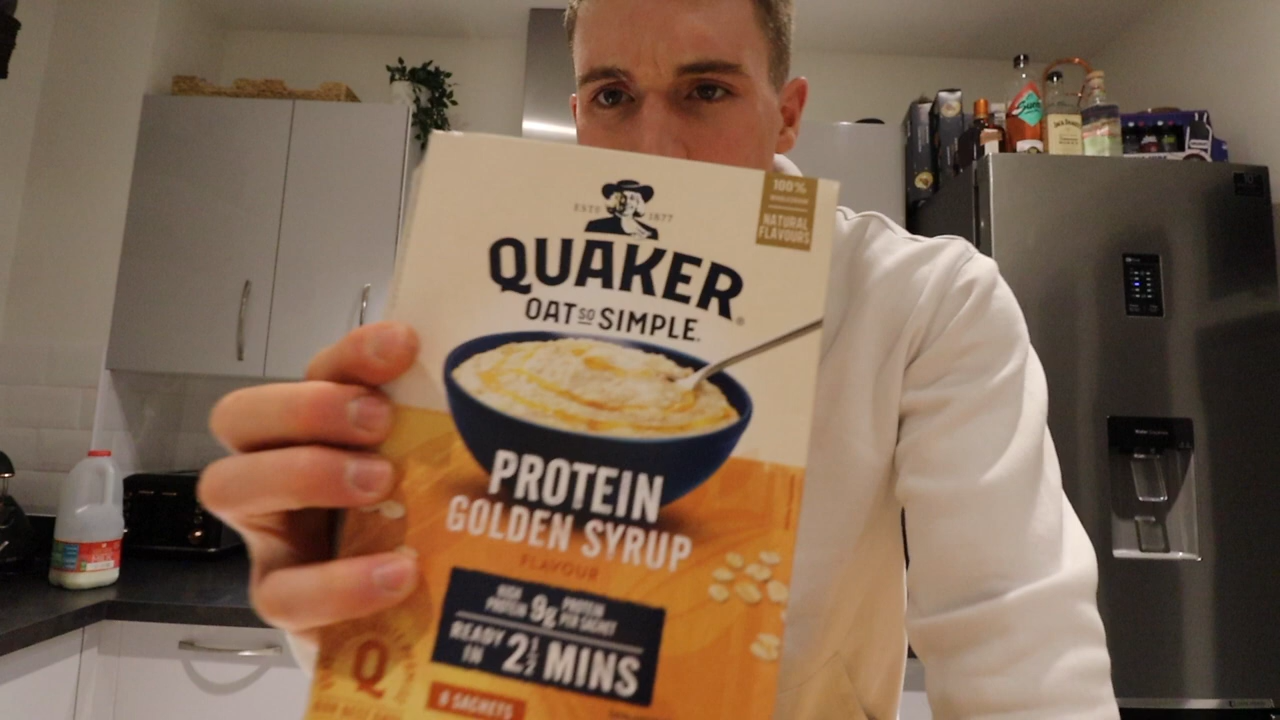 100%
NATURAL
FLAVOURS
ESTD 1877
QUAKER
OAT SO SIMPLE.
PROTEIN
GOLDEN SYRUP
FLAVOUR
HIGH PROTEIN 9g PROTEIN PER SACHET
READY IN 2½ MINS
Q
6 SACHETS